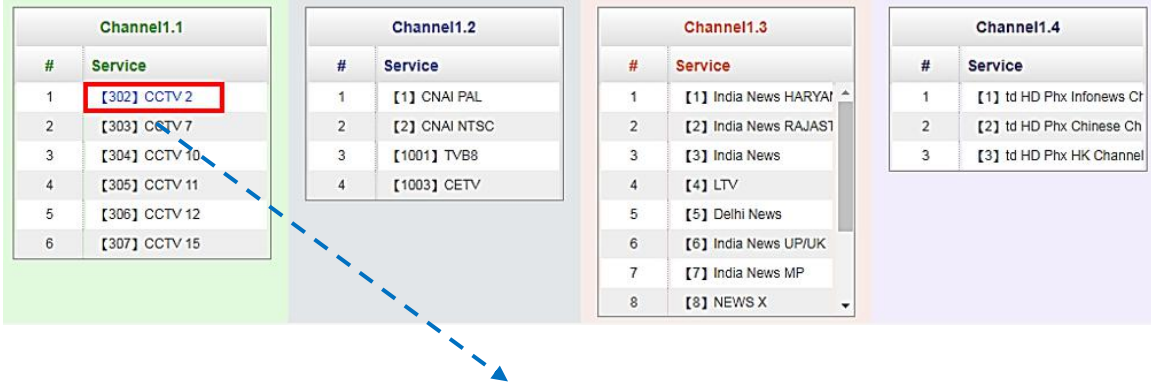 Channel1.1
# Service
1 【302】 CCTV 2
2 【303】 CCTV 7
3 【304】 CCTV 10
4 【305】 CCTV 11
5 【306】 CCTV 12
6 【307】 CCTV 15
Channel1.2
# Service
1 【1】 CNAI PAL
2 【2】 CNAI NTSC
3 【1001】 TVB8
4 【1003】 CETV
Channel1.3
# Service
1 【1】 India News
2 【2】 India News
3 【3】 India News
4 【4】 LTV
5 【5】 Delhi News
6 【6】 India News UP/UK
7 【7】 India News MP
8 【8】 NEWS X
Channel1.4
# Service
1 【1】 td HD Phx Infonews Ch
2 【2】 td HD Phx Chinese Ch
3 【3】 td HD Phx HK Channel